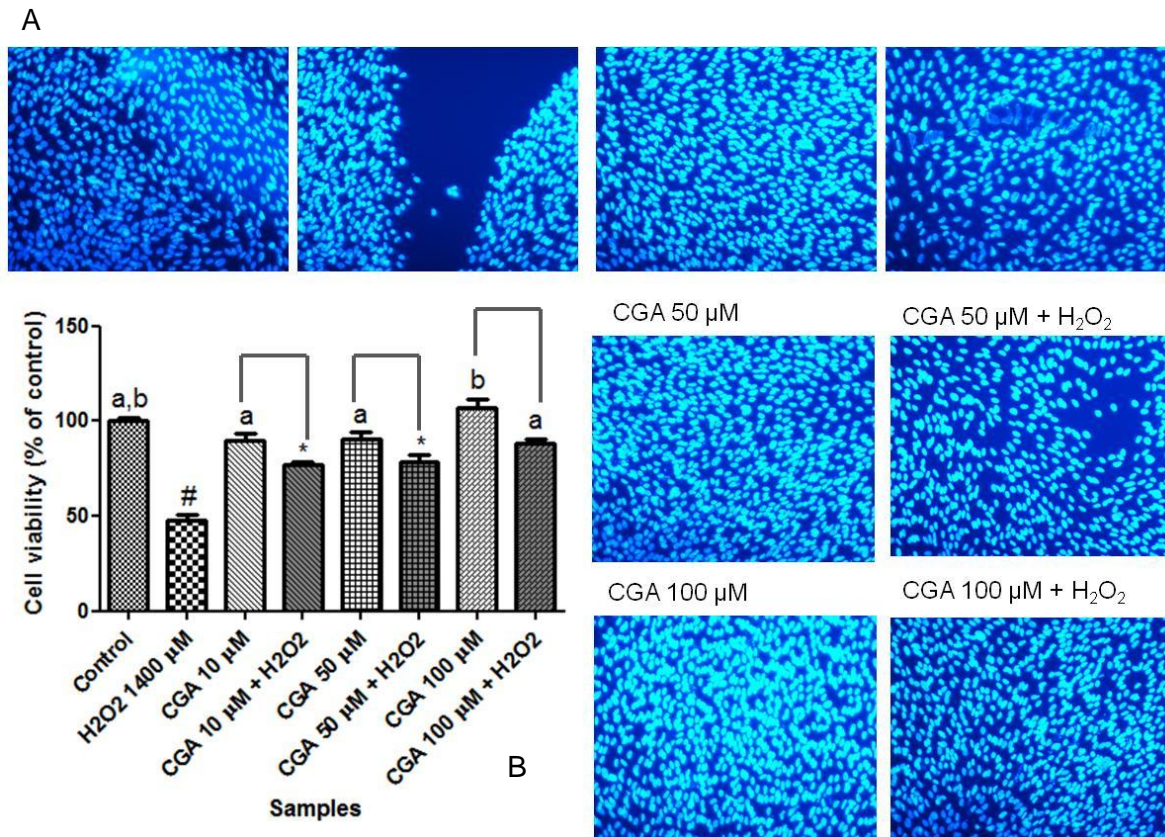 A
CGA 50 µM
CGA 50 µM + H₂O₂
CGA 100 µM
CGA 100 µM + H₂O₂
Cell viability (% of control)
150
100
50
0
a,b
#
a
*
a
*
b
a
Control
H2O2 1400 µM
CGA 10 µM
CGA 10 µM + H2O2
CGA 50 µM
CGA 50 µM + H2O2
CGA 100 µM
CGA 100 µM + H2O2
Samples
B